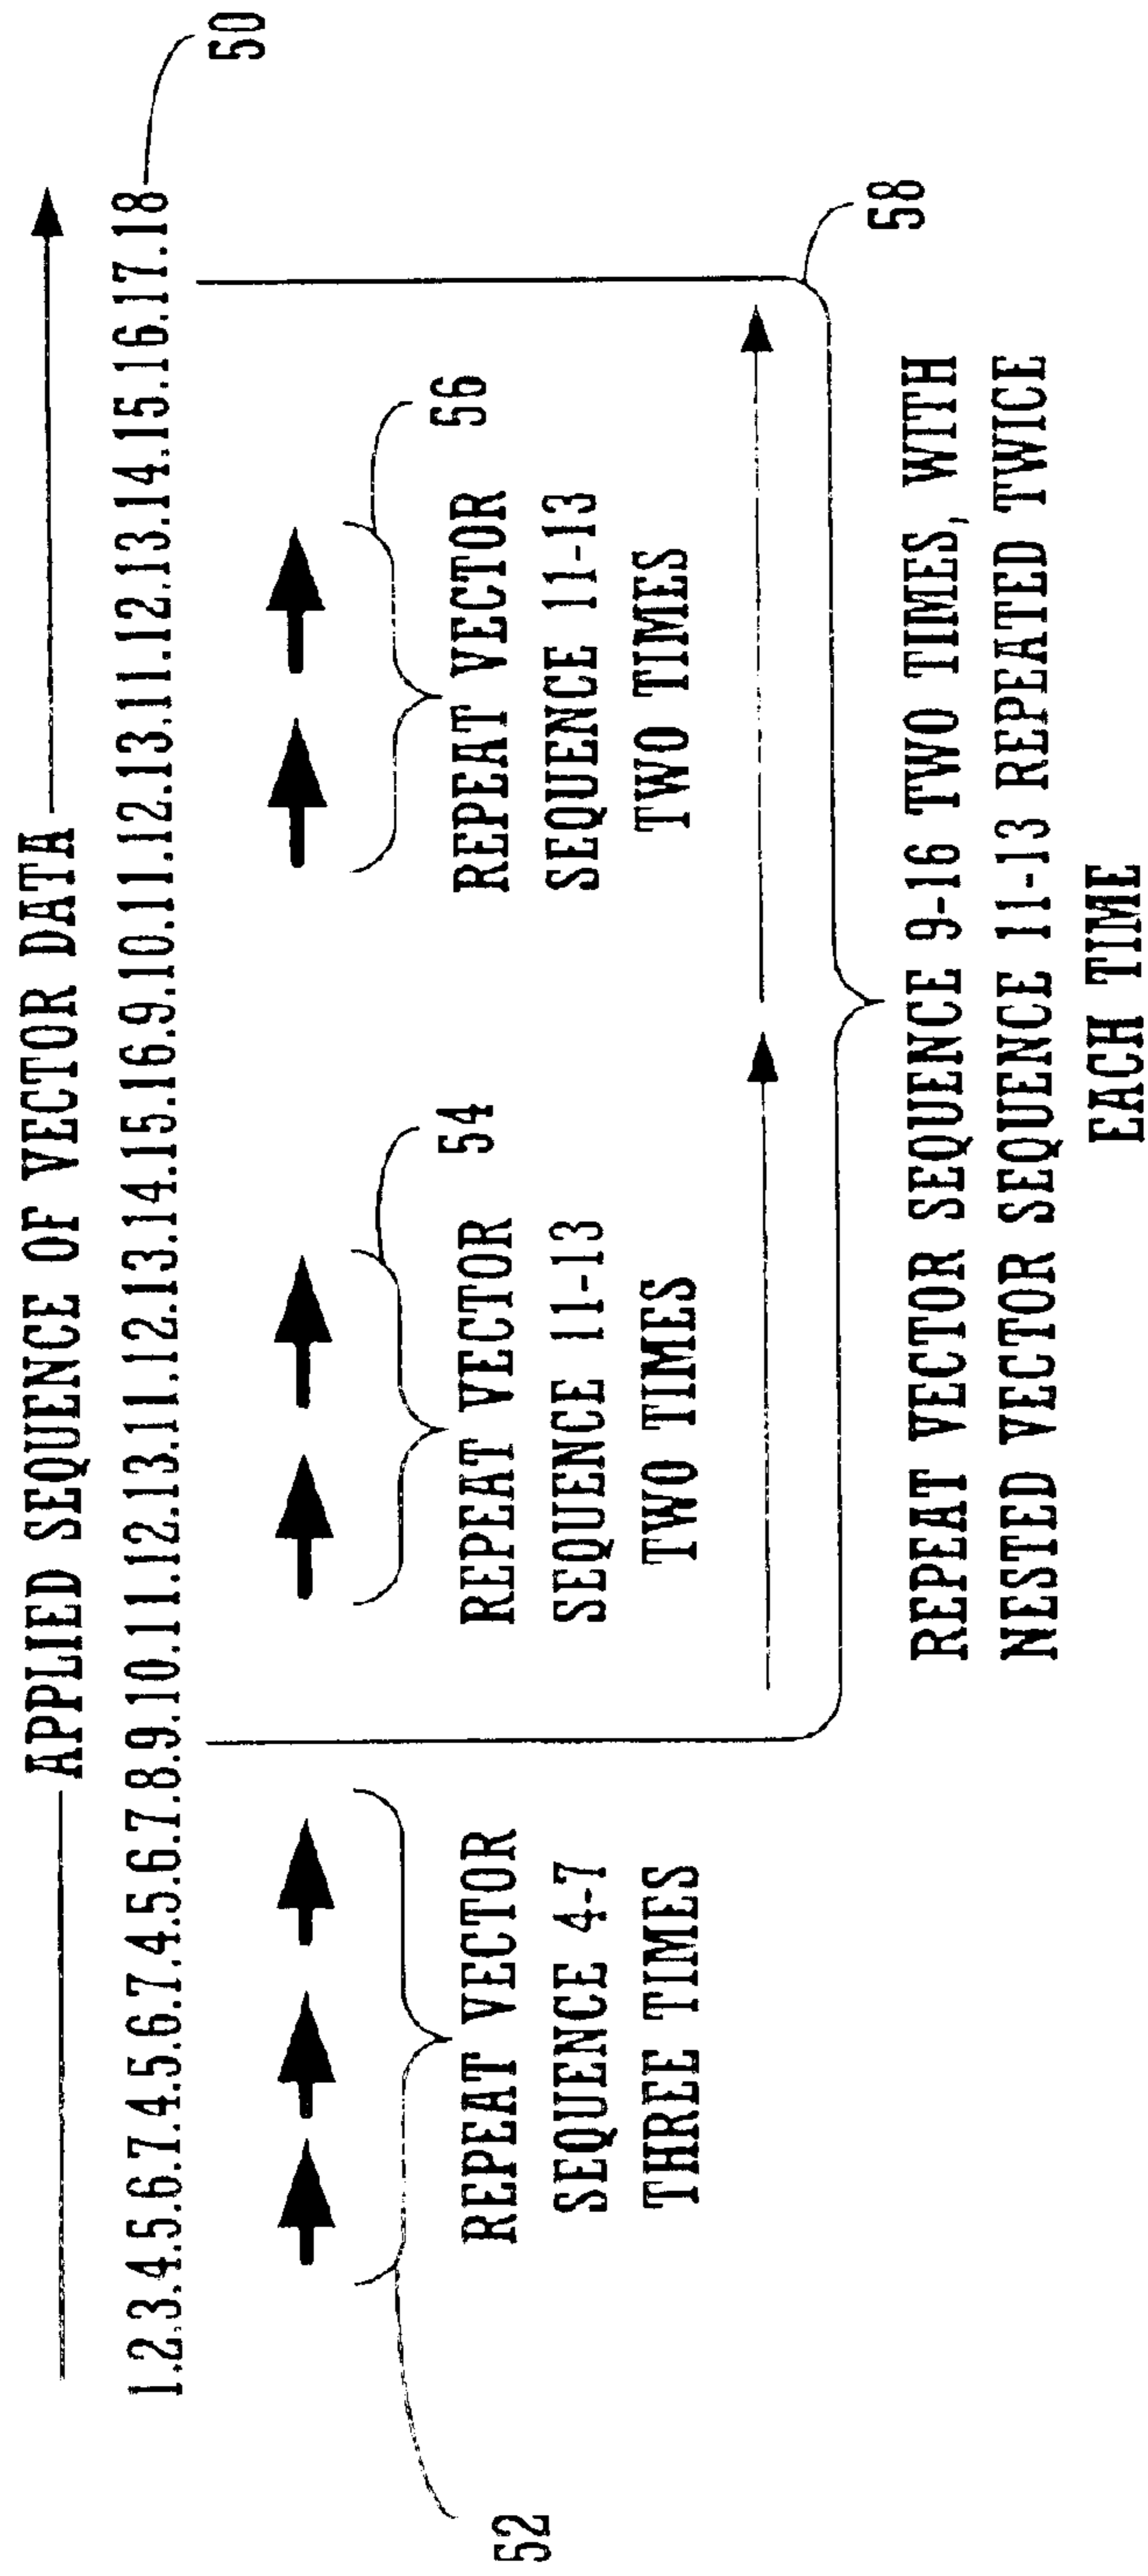 APPLIED SEQUENCE OF VECTOR DATA
1.2.3.4.5.6.7.4.5.6.7.4.5.6.7.8.9.10.11.12.13.11.12.13.14.15.16.9.10.11.12.13.11.12.13.14.15.16.17.18
50
52
REPEAT VECTOR
SEQUENCE 4-7
THREE TIMES
54
REPEAT VECTOR
SEQUENCE 11-13
TWO TIMES
56
REPEAT VECTOR
SEQUENCE 11-13
TWO TIMES
58
REPEAT VECTOR SEQUENCE 9-16 TWO TIMES, WITH
NESTED VECTOR SEQUENCE 11-13 REPEATED TWICE
EACH TIME